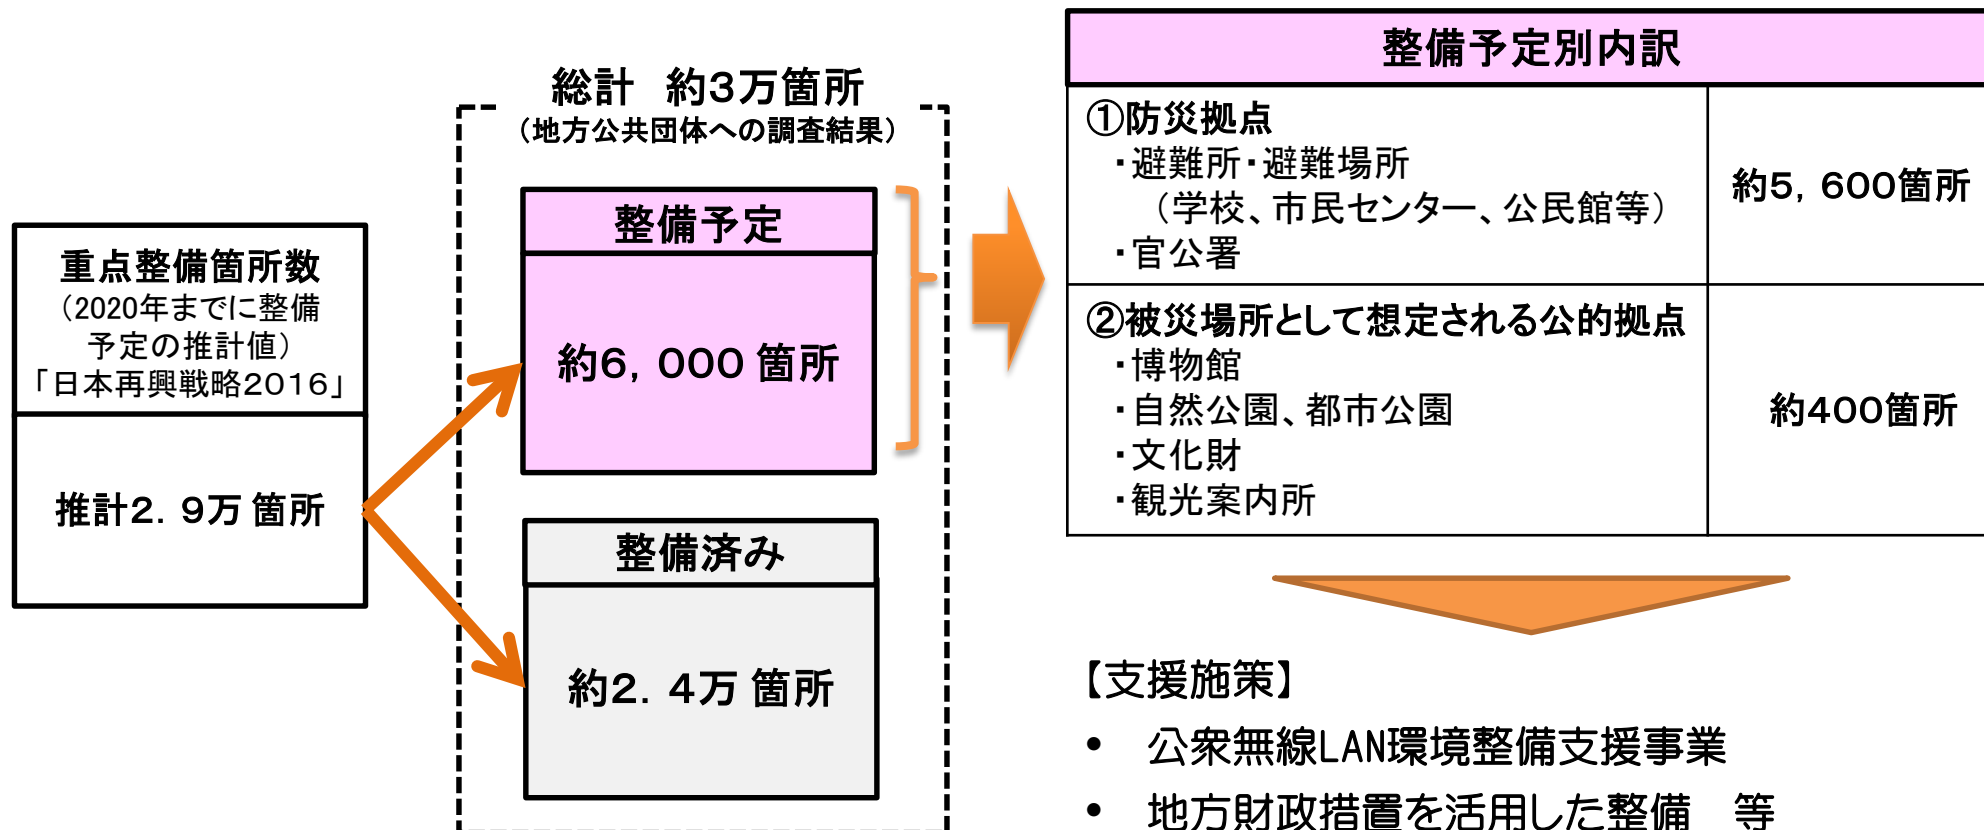 重点整備箇所数
（2020年までに整備
予定の推計値）
「日本再興戦略2016」
推計2．9万 箇所
総計　約3万箇所
（地方公共団体への調査結果）
整備予定
約6，000 箇所
整備済み
約2．4万 箇所
整備予定別内訳
①防災拠点
・避難所・避難場所
（学校、市民センター、公民館等）
・官公署
約5，600箇所
②被災場所として想定される公的拠点
・博物館
・自然公園、都市公園
・文化財
・観光案内所
約400箇所
【支援施策】
• 公衆無線LAN環境整備支援事業
• 地方財政措置を活用した整備　等